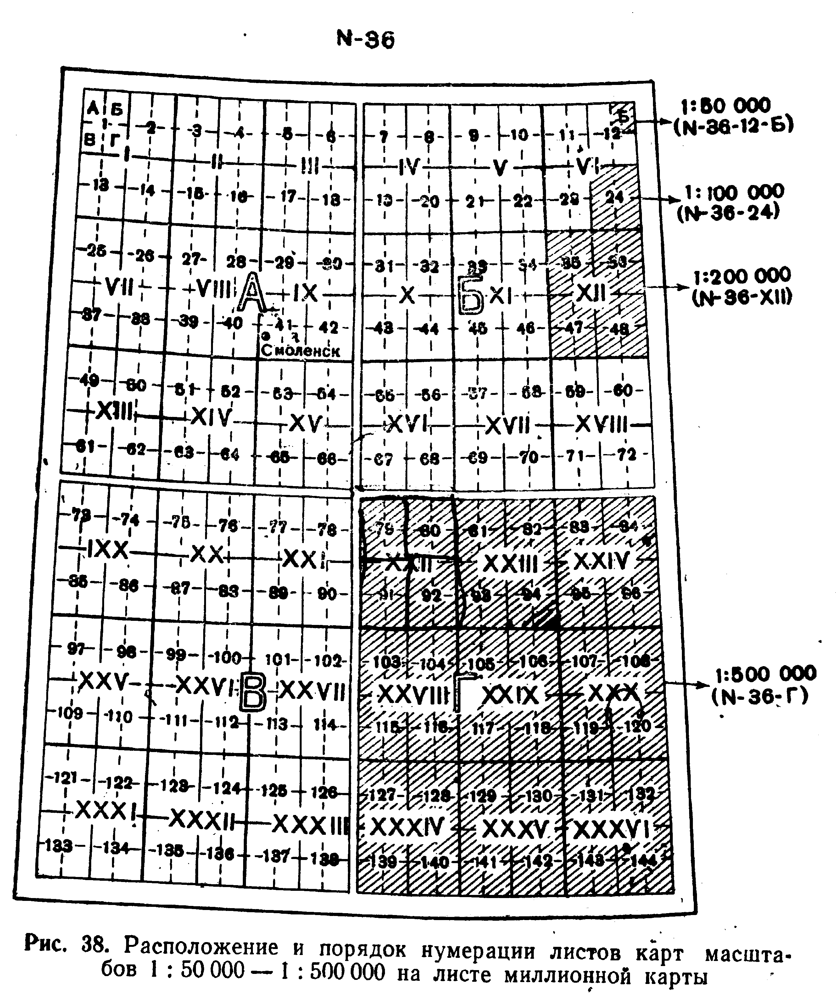 N-36
А Б
1 2 3 4 5 6 7 8 9 10 11 12 Б
В Г
1:50 000
(N-36-12-Б)
I II III IV V VI
13 14 15 16 17 18 19 20 21 22 23 24
1:100 000
(N-36-24)
25 26 27 28 29 30 31 32 33 34 35 36
VII VIII А IX X Б XI XII
1:200 000
(N-36-XII)
37 38 39 40 41 42 43 44 45 46 47 48
Смоленск
49 50 51 52 53 54 55 56 57 58 59 60
XIII XIV XV XVI XVII XVIII
61 62 63 64 65 66 67 68 69 70 71 72
73 74 75 76 77 78 79 80 81 82 83 84
IXX XX XXI XXII XXIII XXIV
85 86 87 88 89 90 91 92 93 94 95 96
97 98 99 100 101 102 103 104 105 106 107 108
XXV XXVI В XXVII XXVIII Г XXIX XXX
1:500 000
(N-36-Г)
109 110 111 112 113 114 115 116 117 118 119 120
121 122 123 124 125 126 127 128 129 130 131 132
XXXI XXXII XXXIII XXXIV XXXV XXXVI
133 134 135 136 137 138 139 140 141 142 143 144
Рис. 38. Расположение и порядок нумерации листов карт масшта-
бов 1 : 50 000 — 1 : 500 000 на листе миллионной карты